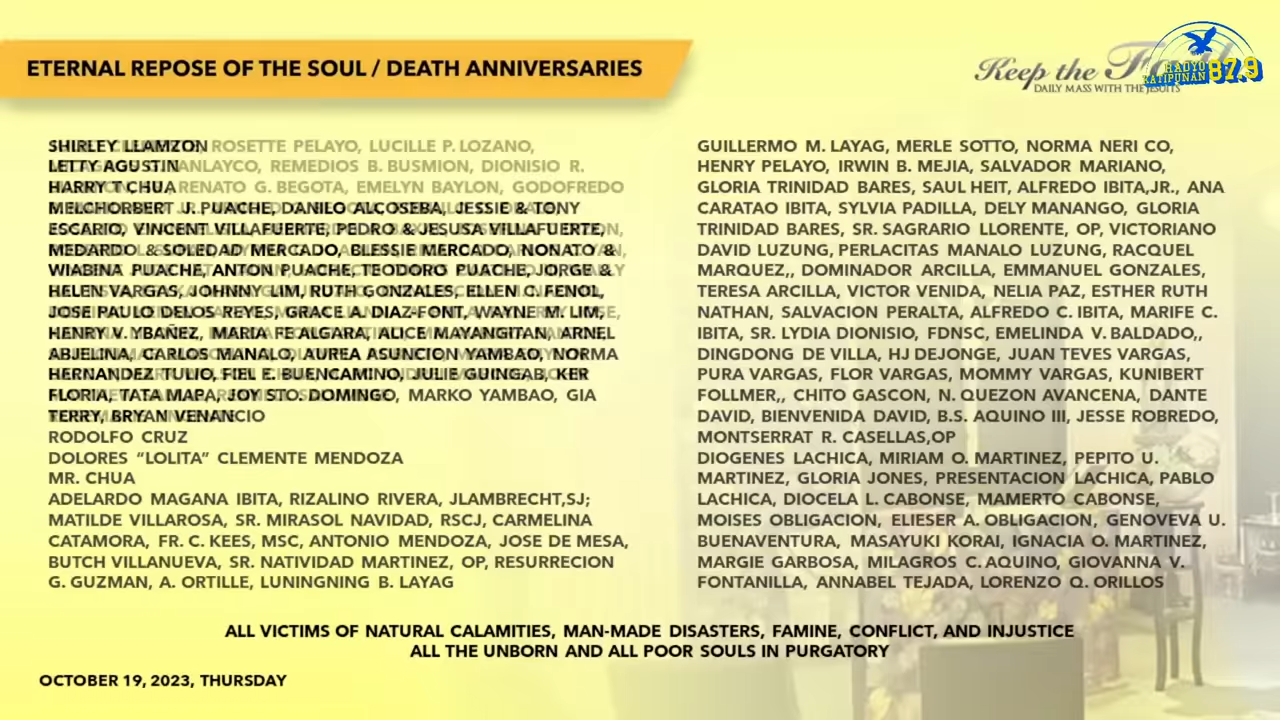 ETERNAL REPOSE OF THE SOUL / DEATH ANNIVERSARIES
Keep the
DAILY MASS WITH THE JESUITS
RADYO
KATIPUNAN
87.9
SHIRLEY LLAMZON ROSETTE PELAYO, LUCILLE P. LOZANO,
LETTY AGUSTIN REMEDIOS B. BUSMION, DIONISIO R.
HARRY T CHUA RENATO G. BEGOTA, EMELYN BAYLON, GODOFREDO
MELCHORBERT J. PUACHE, DANILO ALCOSEBA, JESSIE & TONY
ESCARIO, VINCENT VILLAFUERTE, PEDRO & JESUSA VILLAFUERTE,
MEDARDO & SOLEDAD MERCADO, BLESSIE MERCADO, NONATO &
WIABINA PUACHE, ANTON PUACHE, TEODORO PUACHE, JORGE &
HELEN VARGAS, JOHNNY LIM, RUTH GONZALES, ELLEN C. FENOL,
JOSE PAULO DELOS REYES, GRACE A. DIAZ-FONT, WAYNE M. LIM,
HENRY V. YBAÑEZ, MARIA FE ALGARA, ALICE MAYANGITAN, ARNEL
ABJELINA, CARLOS MANALO, AUREA ASUNCION YAMBAO, NORMA
HERNANDEZ TULIO, FIEL E. BUENCAMINO, JULIE GUINGAB, KER
FLORIA, TATA MAPA, JOY STO. DOMINGO, MARKO YAMBAO, GIA
TERRY, BRYAN VENANCIO
RODOLFO CRUZ
DOLORES “LOLITA” CLEMENTE MENDOZA
MR. CHUA
ADELARDO MAGANA IBITA, RIZALINO RIVERA, JLAMBRECHT,SJ;
MATILDE VILLAROSA, SR. MIRASOL NAVIDAD, RSCJ, CARMELINA
CATAMORA, FR. C. KEES, MSC, ANTONIO MENDOZA, JOSE DE MESA,
BUTCH VILLANUEVA, SR. NATIVIDAD MARTINEZ, OP, RESURRECION
G. GUZMAN, A. ORTILLE, LUNINGNING B. LAYAG
GUILLERMO M. LAYAG, MERLE SOTTO, NORMA NERI CO,
HENRY PELAYO, IRWIN B. MEJIA, SALVADOR MARIANO,
GLORIA TRINIDAD BARES, SAUL HEIT, ALFREDO IBITA,JR., ANA
CARATAO IBITA, SYLVIA PADILLA, DELY MANANGO, GLORIA
TRINIDAD BARES, SR. SAGRARIO LLORENTE, OP, VICTORIANO
DAVID LUZUNG, PERLACITAS MANALO LUZUNG, RACQUEL
MARQUEZ,, DOMINADOR ARCILLA, EMMANUEL GONZALES,
TERESA ARCILLA, VICTOR VENIDA, NELIA PAZ, ESTHER RUTH
NATHAN, SALVACION PERALTA, ALFREDO C. IBITA, MARIFE C.
IBITA, SR. LYDIA DIONISIO, FDNSC, EMELINDA V. BALDADO,,
DINGDONG DE VILLA, HJ DEJONGE, JUAN TEVES VARGAS,
PURA VARGAS, FLOR VARGAS, MOMMY VARGAS, KUNIBERT
FOLLMER,, CHITO GASCON, N. QUEZON AVANCENA, DANTE
DAVID, BIENVENIDA DAVID, B.S. AQUINO III, JESSE ROBREDO,
MONTSERRAT R. CASELLAS,OP
DIOGENES LACHICA, MIRIAM O. MARTINEZ, PEPITO U.
MARTINEZ, GLORIA JONES, PRESENTACION LACHICA, PABLO
LACHICA, DIOCELA L. CABONSE, MAMERTO CABONSE,
MOISES OBLIGACION, ELIESER A. OBLIGACION, GENOVEVA U.
BUENAVENTURA, MASAYUKI KORAI, IGNACIA O. MARTINEZ,
MARGIE GARBOSA, MILAGROS C. AQUINO, GIOVANNA V.
FONTANILLA, ANNABEL TEJADA, LORENZO Q. ORILLOS
ALL VICTIMS OF NATURAL CALAMITIES, MAN-MADE DISASTERS, FAMINE, CONFLICT, AND INJUSTICE
ALL THE UNBORN AND ALL POOR SOULS IN PURGATORY
OCTOBER 19, 2023, THURSDAY